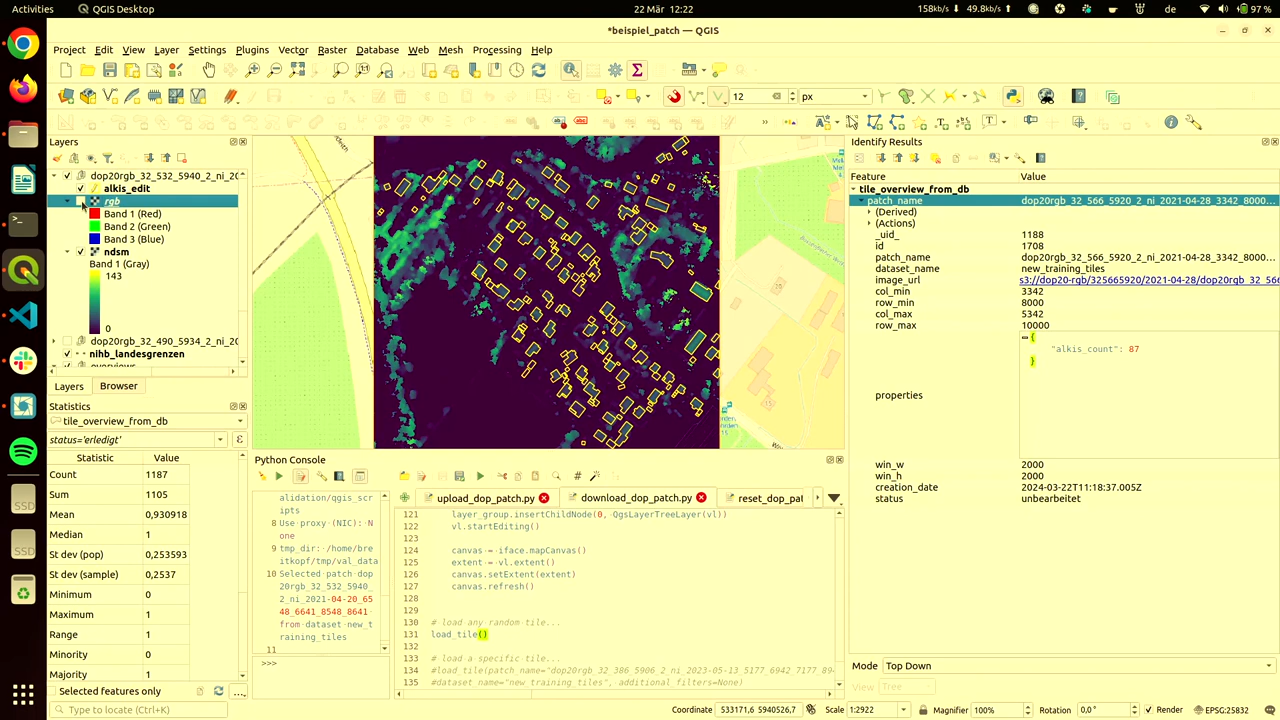 Activities QGIS Desktop 22 Mär 12:22 158kb/s 49.8kb/s de 97 %
*beispiel_patch — QGIS
Project Edit View Layer Settings Plugins Vector Raster Database Web Mesh Processing Help
12 px
Layers
dop20rgb_32_532_5940_2_ni_20
alkis_edit
rgb
Band 1 (Red)
Band 2 (Green)
Band 3 (Blue)
ndsm
Band 1 (Gray)
143
0
dop20rgb_32_490_5934_2_ni_20
nihb_landesgrenzen
overviews
Layers Browser
Statistics
tile_overview_from_db
status='erledigt'
Statistic Value
Count 1187
Sum 1105
Mean 0,930918
Median 1
St dev (pop) 0,253593
St dev (sample) 0,2537
Minimum 0
Maximum 1
Range 1
Minority 0
Majority 1
Selected features only
Type to locate (Ctrl+K)
Python Console
alidation/qgis_scr
ipts
8 Use proxy (NIC): N
one
9 tmp_dir: /home/bre
itkopf/tmp/val_data
10 Selected patch dop
20rgb_32_532_5940_
2_ni_2021-04-20_65
48_6641_8548_8641
from dataset new_t
raining_tiles
11
>>>
upload_dop_patch.py download_dop_patch.py reset_dop_pat
121 layer_group.insertChildNode(0, QgsLayerTreeLayer(vl))
122 vl.startEditing()
123
124 canvas = iface.mapCanvas()
125 extent = vl.extent()
126 canvas.setExtent(extent)
127 canvas.refresh()
128
129
130 # load any random tile...
131 load_tile()
132
133 # load a specific tile...
134 #load_tile(patch_name="dop20rgb_32_386_5906_2_ni_2023-05-13_5177_6942_7177_89
135 #dataset_name="new_training_tiles", additional_filters=None)
Identify Results
Feature Value
tile_overview_from_db
patch_name dop20rgb_32_566_5920_2_ni_2021-04-28_3342_8000...
(Derived)
(Actions)
_uid_ 1188
id 1708
patch_name dop20rgb_32_566_5920_2_ni_2021-04-28_3342_8000...
dataset_name new_training_tiles
image_url s3://dop20-rgb/325665920/2021-04-28/dop20rgb_32_566
col_min 3342
row_min 8000
col_max 5342
row_max 10000
{
"alkis_count": 87
}
properties
win_w 2000
win_h 2000
creation_date 2024-03-22T11:18:37.005Z
status unbearbeitet
Mode Top Down
View Tree
Coordinate 533171,6 5940526,7 Scale 1:2922 Magnifier 100% Rotation 0,0 ° Render EPSG:25832